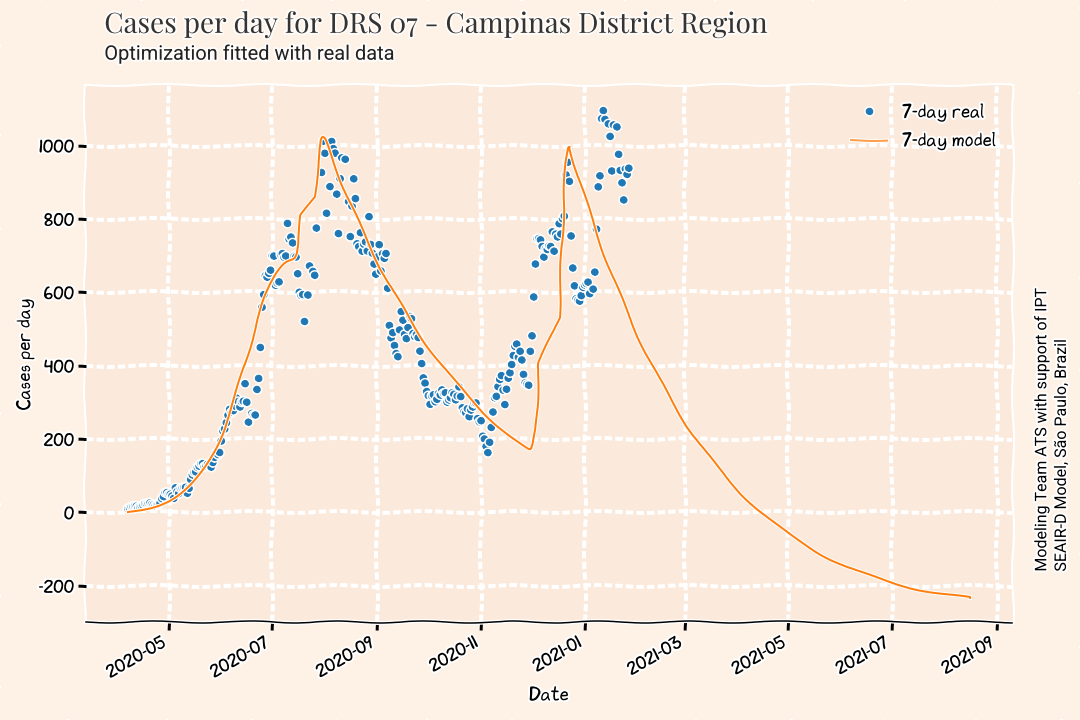 Cases per day for DRS 07 - Campinas District Region
Optimization fitted with real data
7-day real
7-day model
Cases per day
1000
800
600
400
200
0
-200
2020-05
2020-07
2020-09
2020-11
2021-01
2021-03
2021-05
2021-07
2021-09
Date
Modeling Team ATS with support of IPT
SEAIR-D Model, São Paulo, Brazil